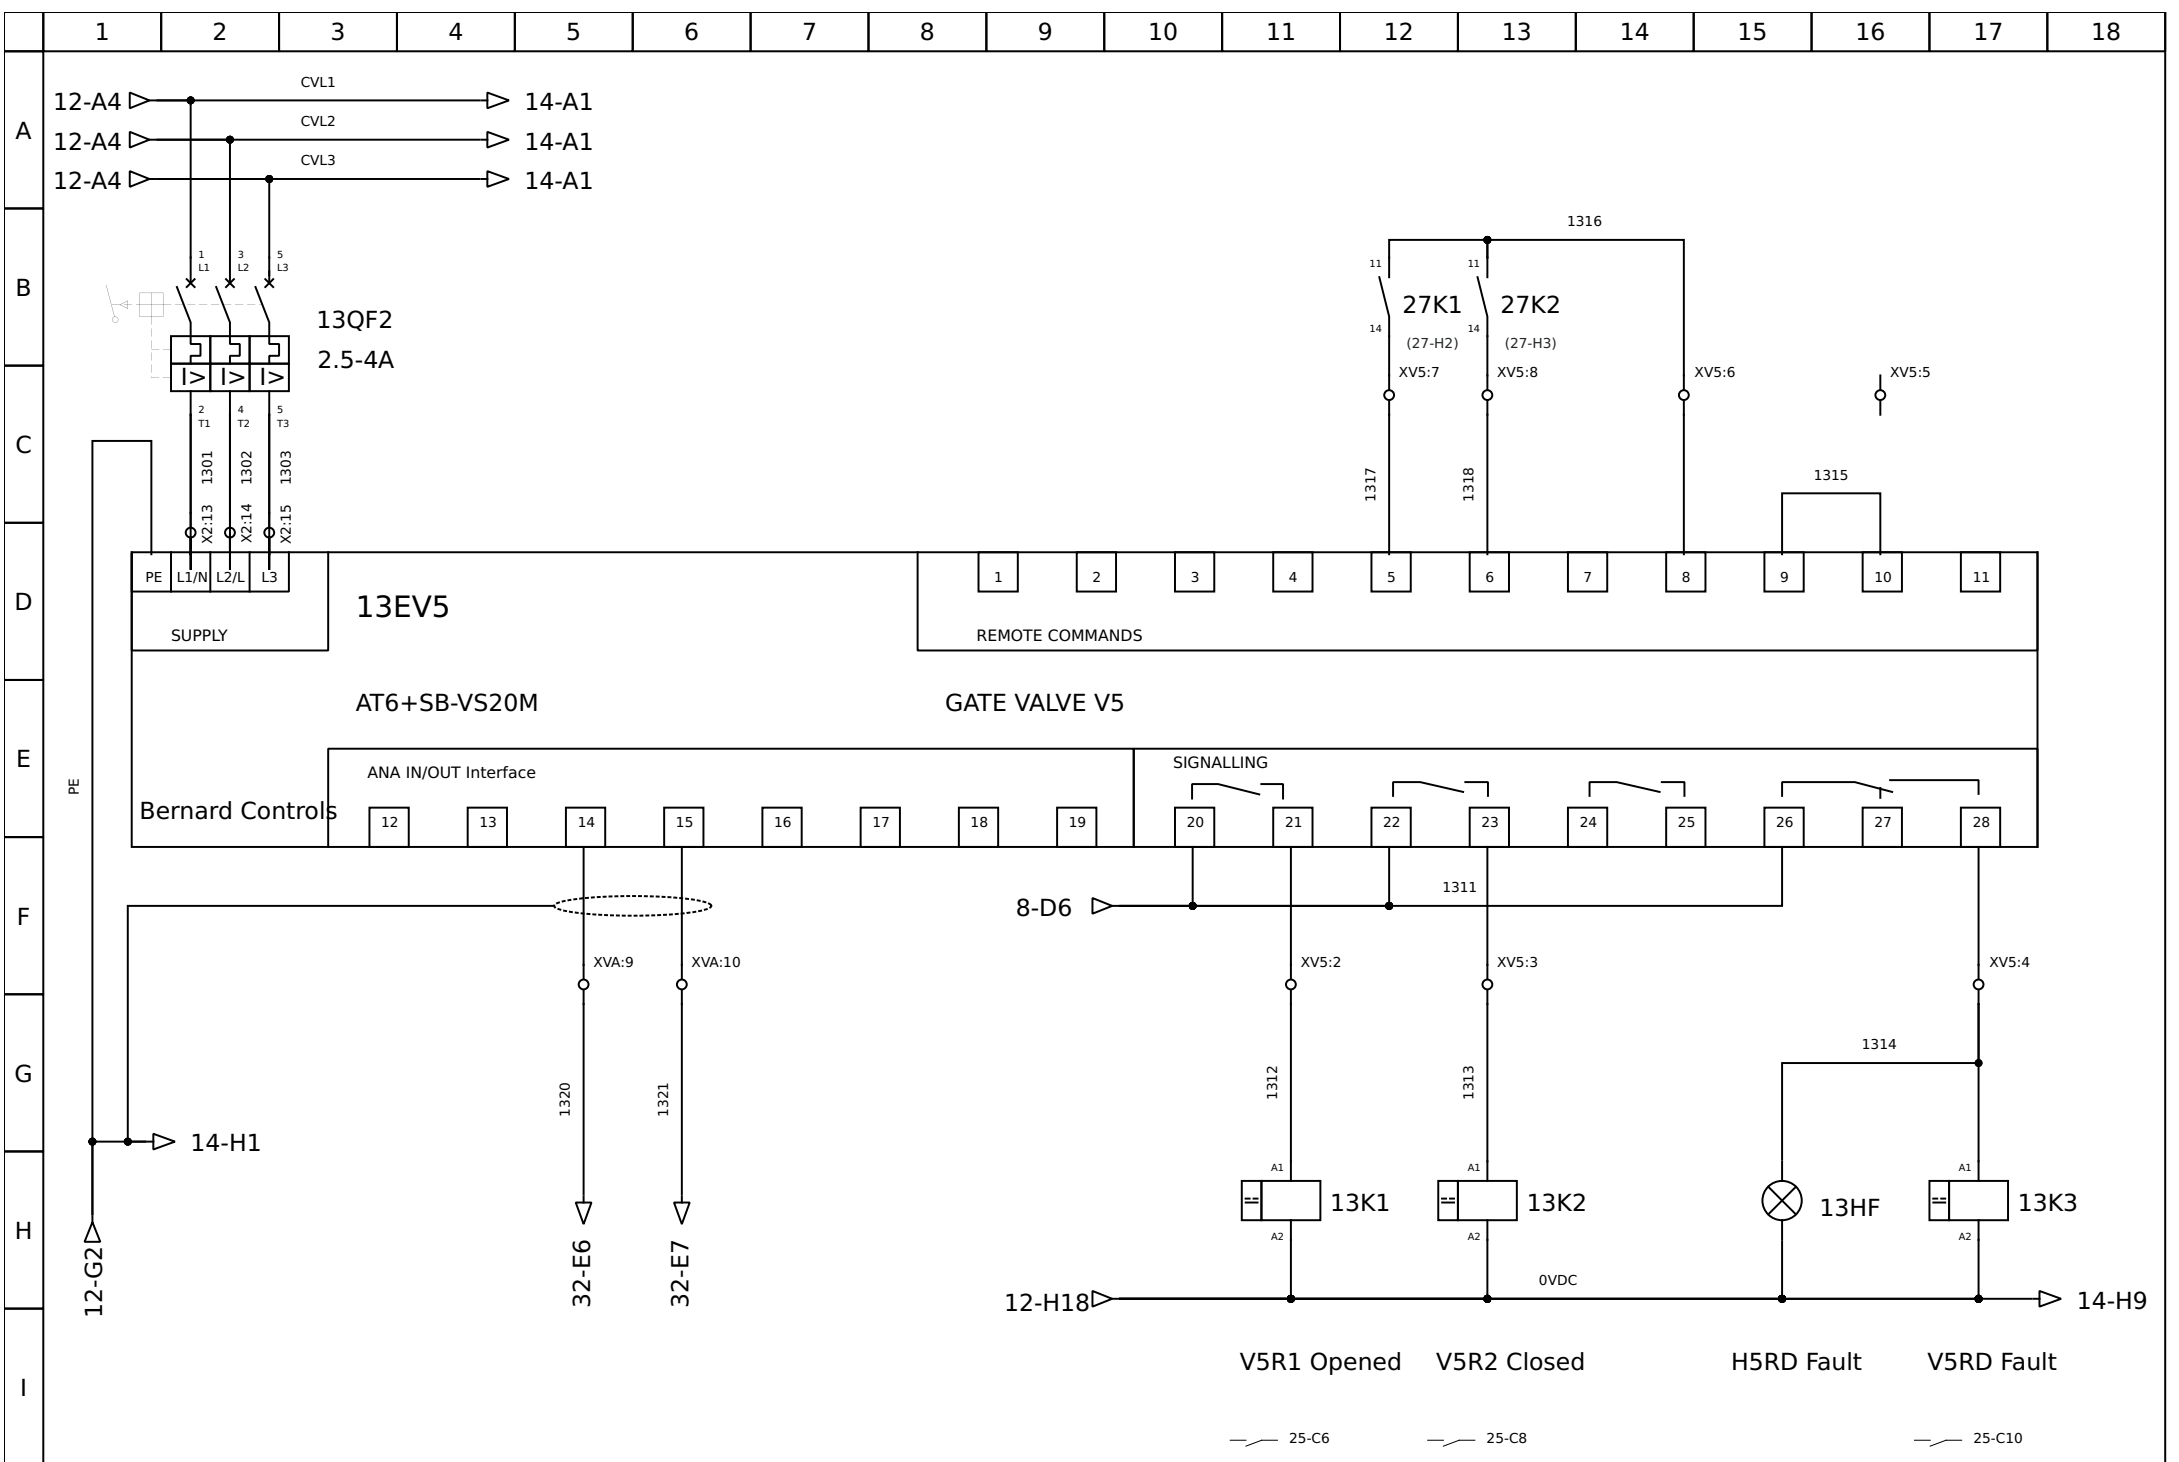 1 2 3 4 5 6 7 8 9 10 11 12 13 14 15 16 17 18
A
CVL1
12-A4 14-A1
CVL2
12-A4 14-A1
CVL3
12-A4 14-A1
1316
B
1 3 5
L1 L2 L3
11 11
13QF2
27K1 27K2
14 14
2.5-4A
(27-H2) (27-H3)
I> I> I>
XV5:7 XV5:8 XV5:6 XV5:5
C
2 4 5
T1 T2 T3
1301 1302 1303
1317 1318 1315
X2:13 X2:14 X2:15
D
PE L1/N L2/L L3
1 2 3 4 5 6 7 8 9 10 11
13EV5
SUPPLY
REMOTE COMMANDS
AT6+SB-VS20M
GATE VALVE V5
E
SIGNALLING
ANA IN/OUT Interface
PE
Bernard Controls
12 13 14 15 16 17 18 19 20 21 22 23 24 25 26 27 28
F
1311
8-D6
XVA:9 XVA:10 XV5:2 XV5:3 XV5:4
G
1314
1320 1321 1312 1313
14-H1
H
A1 A1 A1
13K1 13K2 13HF 13K3
A2 A2 A2
12-G2 32-E6 32-E7
0VDC
12-H18 14-H9
I
V5R1 Opened V5R2 Closed H5RD Fault V5RD Fault
25-C6 25-C8 25-C10